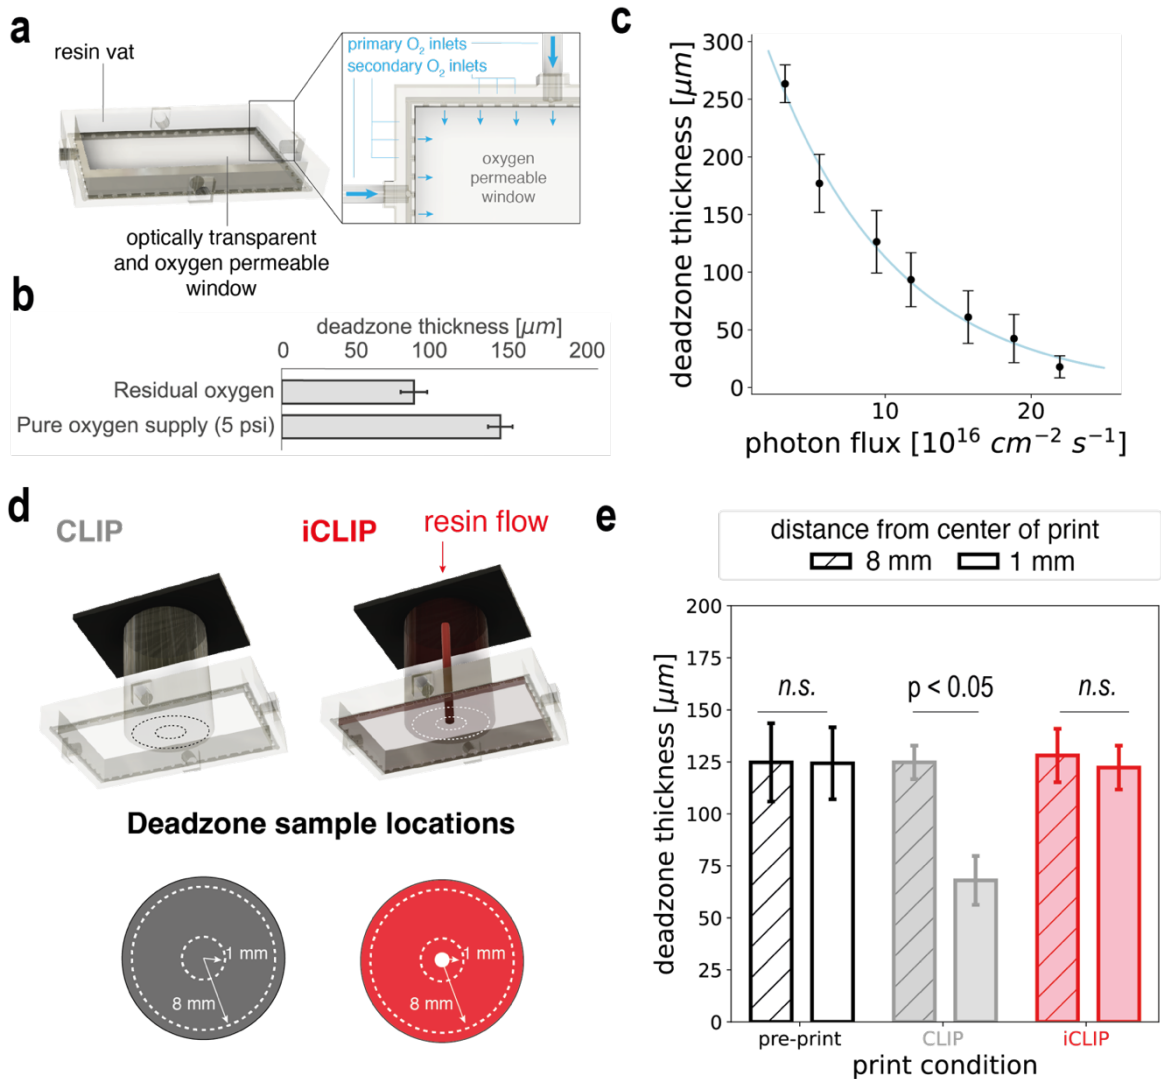 a
resin vat
primary O2 inlets
secondary O2 inlets
oxygen
permeable
window
optically transparent
and oxygen permeable
window
b
deadzone thickness [μm]
0 50 100 150 200
Residual oxygen
Pure oxygen supply (5 psi)
c
deadzone thickness [μm]
300
250
200
150
100
50
0
10 20
photon flux [10^16 cm^-2 s^-1]
d
CLIP
iCLIP
resin flow
Deadzone sample locations
1 mm
8 mm
1 mm
8 mm
e
distance from center of print
8 mm 1 mm
deadzone thickness [μm]
200
175
150
125
100
75
50
25
0
n.s.
p < 0.05
n.s.
pre-print CLIP iCLIP
print condition